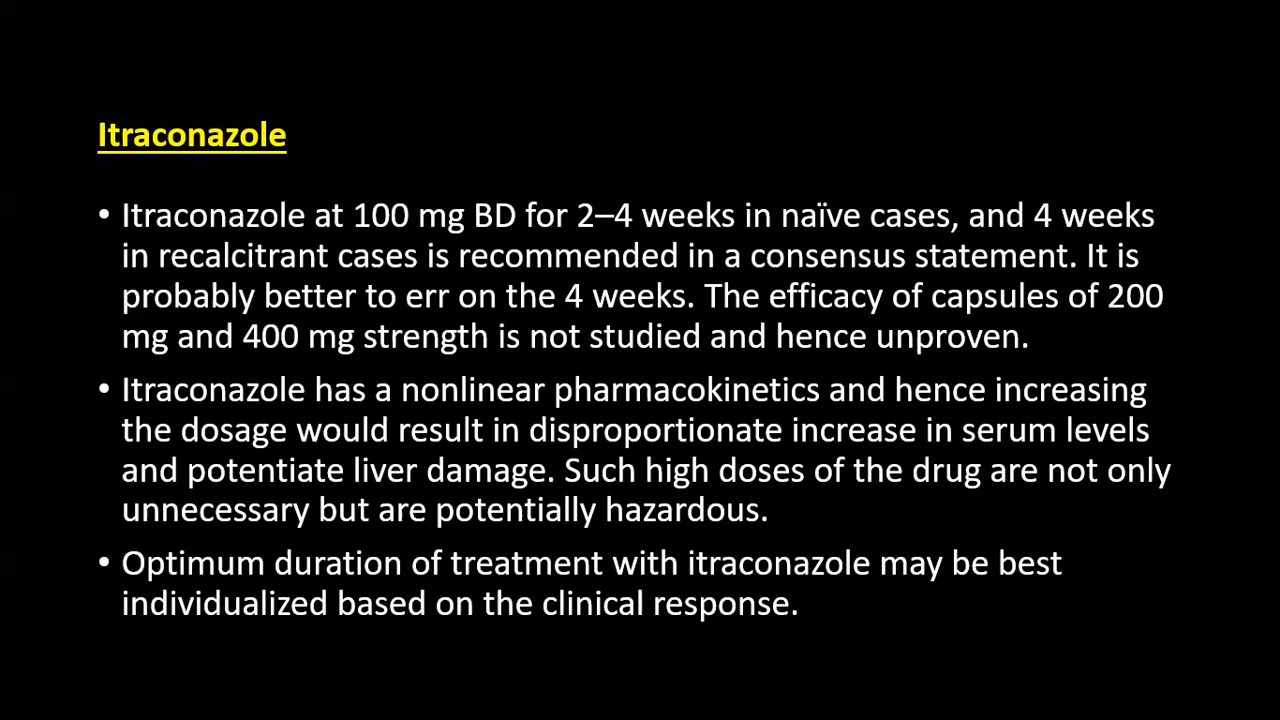 Itraconazole
• Itraconazole at 100 mg BD for 2–4 weeks in naïve cases, and 4 weeks
in recalcitrant cases is recommended in a consensus statement. It is
probably better to err on the 4 weeks. The efficacy of capsules of 200
mg and 400 mg strength is not studied and hence unproven.
• Itraconazole has a nonlinear pharmacokinetics and hence increasing
the dosage would result in disproportionate increase in serum levels
and potentiate liver damage. Such high doses of the drug are not only
unnecessary but are potentially hazardous.
• Optimum duration of treatment with itraconazole may be best
individualized based on the clinical response.